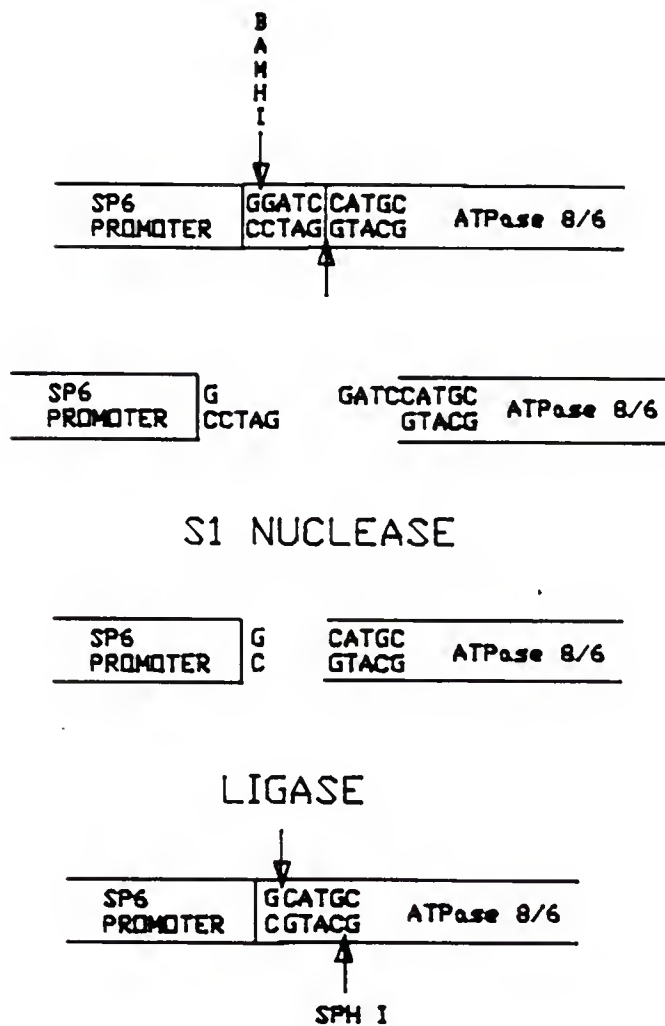 BAMHI
SP6 GGATC CATGC
PROMOTER CCTAG GTACG ATPase 8/6
SP6 G GATCCATGC
PROMOTER CCTAG GTACG ATPase 8/6
S1 NUCLEASE
SP6 G CATGC
PROMOTER C GTACG ATPase 8/6
LIGASE
SP6 GCATGC
PROMOTER CGTACG ATPase 8/6
SPH I